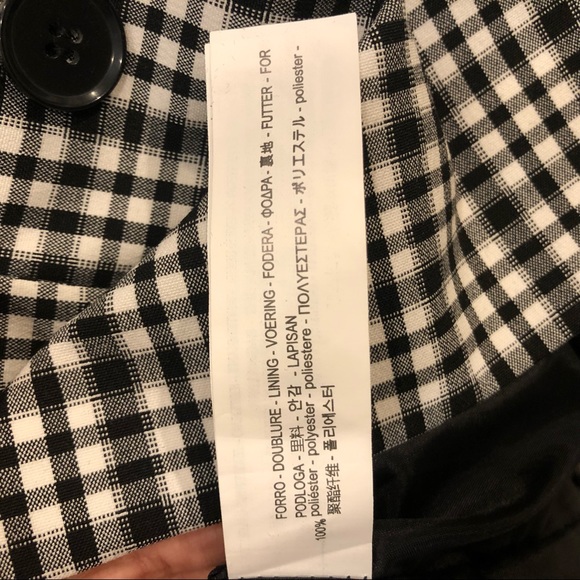 FORRO - DOUBLURE - LINING - VOERING - FODERA - ΦΟΔΡΑ - 裏地 - FUTTER - FOR
PODLOGA - 里料 - 안감 - LAPISAN
100% poliéster - polyester - poliestere - ΠΟΛΥΕΣΤΕΡΑΣ - ポリエステル - poliester -
聚酯纤维 - 폴리에스터